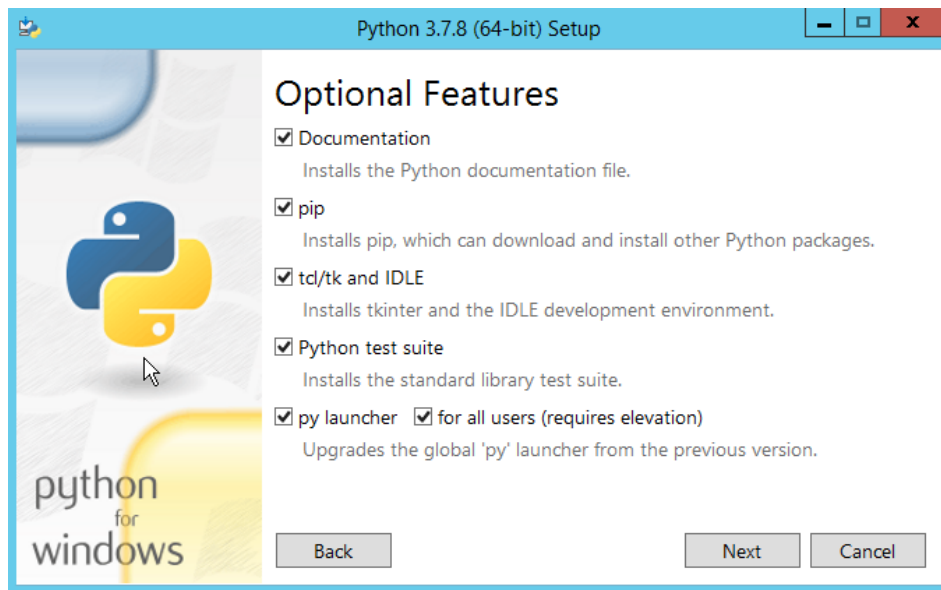 Python 3.7.8 (64-bit) Setup
Optional Features
Documentation
Installs the Python documentation file.
pip
Installs pip, which can download and install other Python packages.
tcl/tk and IDLE
Installs tkinter and the IDLE development environment.
Python test suite
Installs the standard library test suite.
py launcher for all users (requires elevation)
Upgrades the global 'py' launcher from the previous version.
python
for
windows
Back Next Cancel